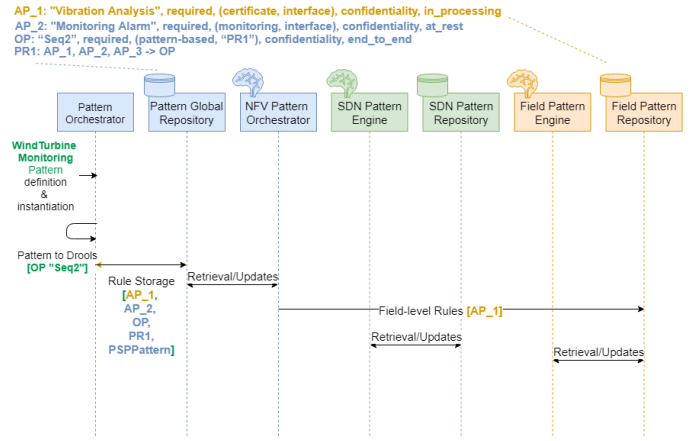 AP_1: "Vibration Analysis", required, (certificate, interface), confidentiality, in_processing
AP_2: "Monitoring Alarm", required, (monitoring, interface), confidentiality, at_rest
OP: “Seq2”, required, (pattern-based, “PR1”), confidentiality, end_to_end
PR1: AP_1, AP_2, AP_3 -> OP
Pattern
Orchestrator
Pattern Global
Repository
NFV Pattern
Orchestrator
SDN Pattern
Engine
SDN Pattern
Repository
Field Pattern
Engine
Field Pattern
Repository
WindTurbine
Monitoring
Pattern
definition
&
instantiation
Pattern to Drools
[OP "Seq2"]
Rule Storage
[AP_1,
AP_2,
OP,
PR1,
PSPPattern]
Retrieval/Updates
Field-level Rules [AP_1]
Retrieval/Updates
Retrieval/Updates